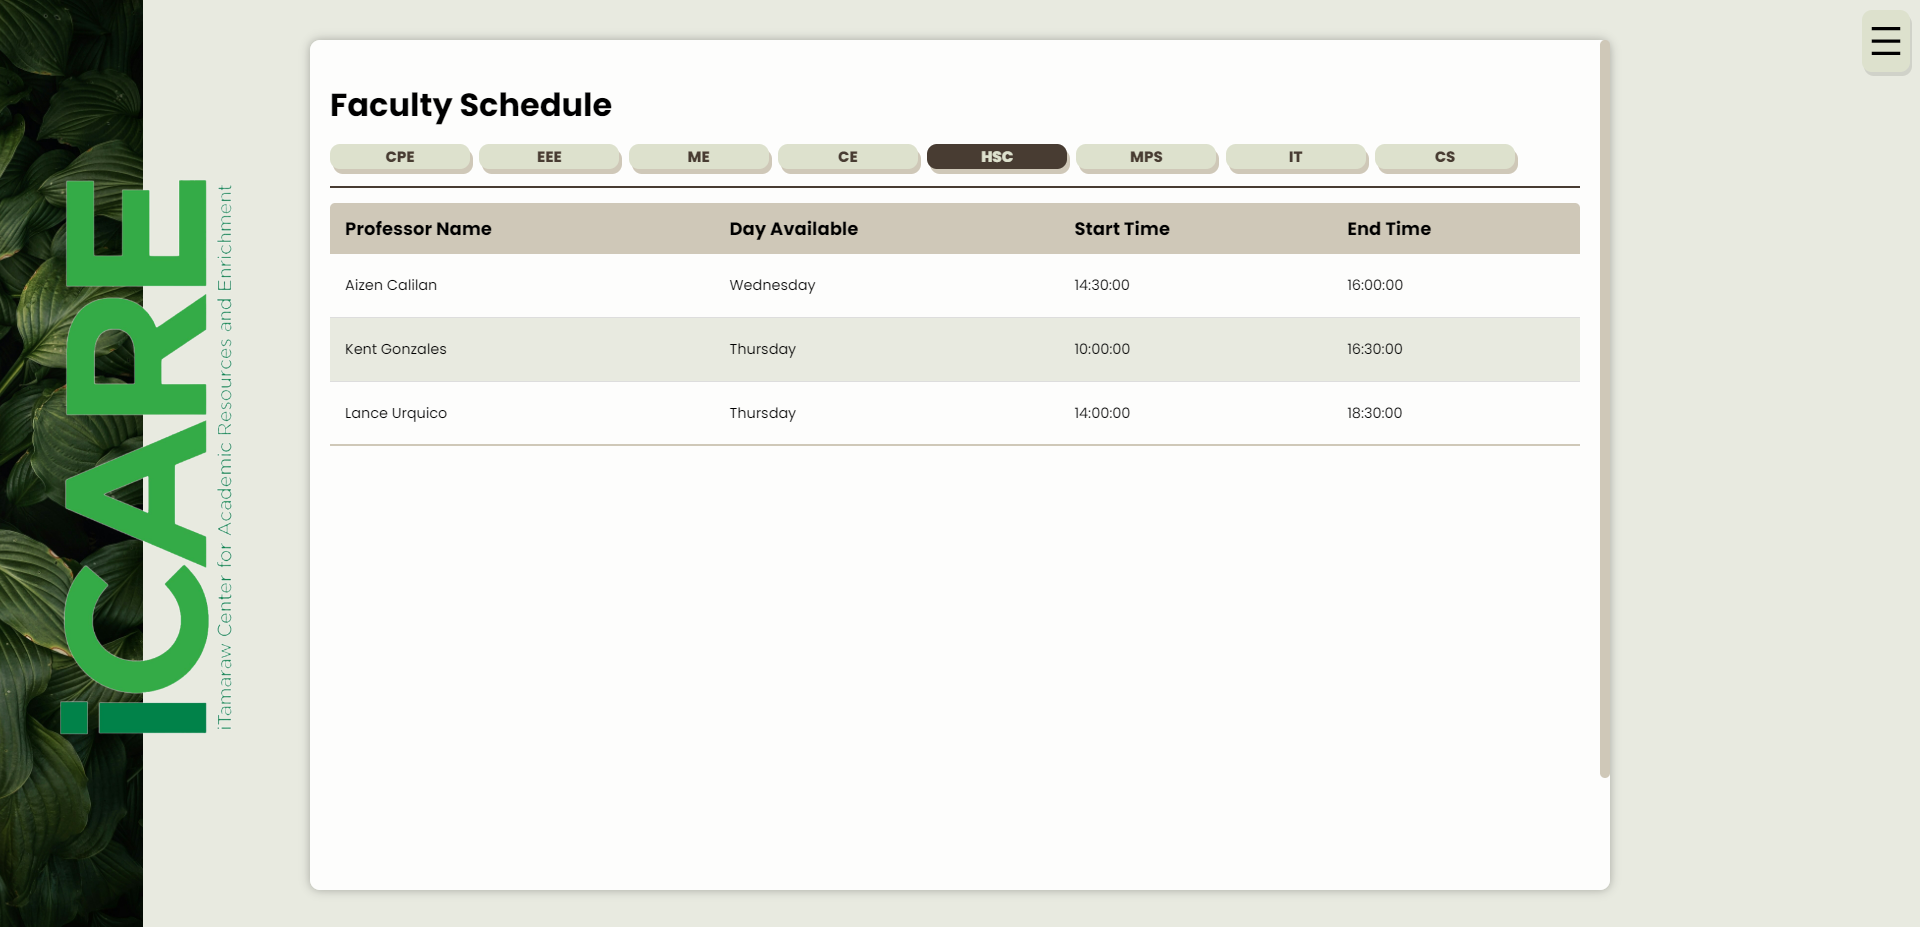 iCARE
iTamaraw Center for Academic Resources and Enrichment
Faculty Schedule
CPE EEE ME CE HSC MPS IT CS
Professor Name Day Available Start Time End Time
Aizen Calilan Wednesday 14:30:00 16:00:00
Kent Gonzales Thursday 10:00:00 16:30:00
Lance Urquico Thursday 14:00:00 18:30:00